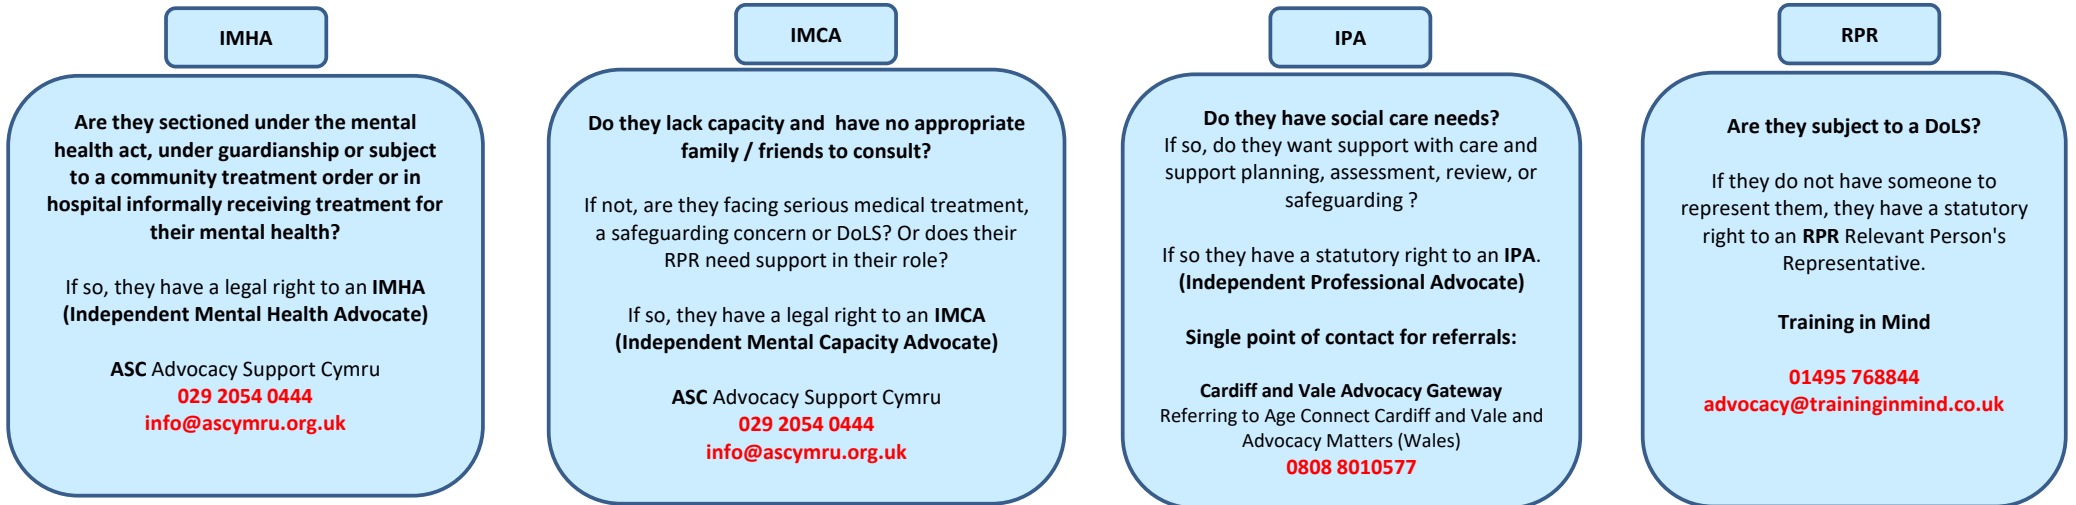 IMHA
Are they sectioned under the mental
health act, under guardianship or subject
to a community treatment order or in
hospital informally receiving treatment for
their mental health?
If so, they have a legal right to an IMHA
(Independent Mental Health Advocate)
ASC Advocacy Support Cymru
029 2054 0444
info@ascymru.org.uk
IMCA
Do they lack capacity and have no appropriate
family / friends to consult?
If not, are they facing serious medical treatment,
a safeguarding concern or DoLS? Or does their
RPR need support in their role?
If so, they have a legal right to an IMCA
(Independent Mental Capacity Advocate)
ASC Advocacy Support Cymru
029 2054 0444
info@ascymru.org.uk
IPA
Do they have social care needs?
If so, do they want support with care and
support planning, assessment, review, or
safeguarding ?
If so they have a statutory right to an IPA.
(Independent Professional Advocate)
Single point of contact for referrals:
Cardiff and Vale Advocacy Gateway
Referring to Age Connect Cardiff and Vale and
Advocacy Matters (Wales)
0808 8010577
RPR
Are they subject to a DoLS?
If they do not have someone to
represent them, they have a statutory
right to an RPR Relevant Person's
Representative.
Training in Mind
01495 768844
advocacy@traininginmind.co.uk